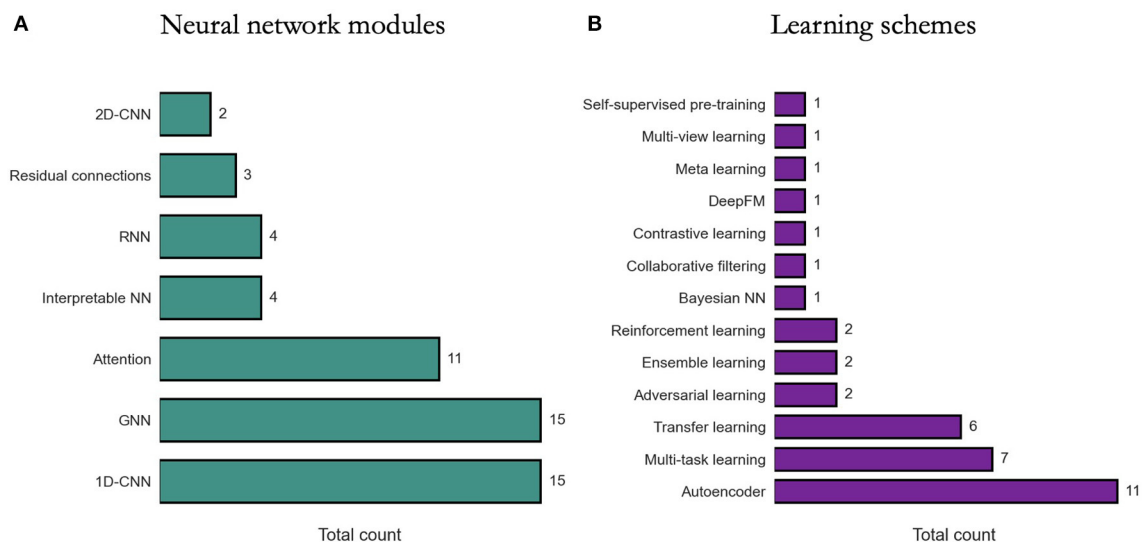 A Neural network modules
2D-CNN 2
Residual connections 3
RNN 4
Interpretable NN 4
Attention 11
GNN 15
1D-CNN 15
Total count
B Learning schemes
Self-supervised pre-training 1
Multi-view learning 1
Meta learning 1
DeepFM 1
Contrastive learning 1
Collaborative filtering 1
Bayesian NN 1
Reinforcement learning 2
Ensemble learning 2
Adversarial learning 2
Transfer learning 6
Multi-task learning 7
Autoencoder 11
Total count